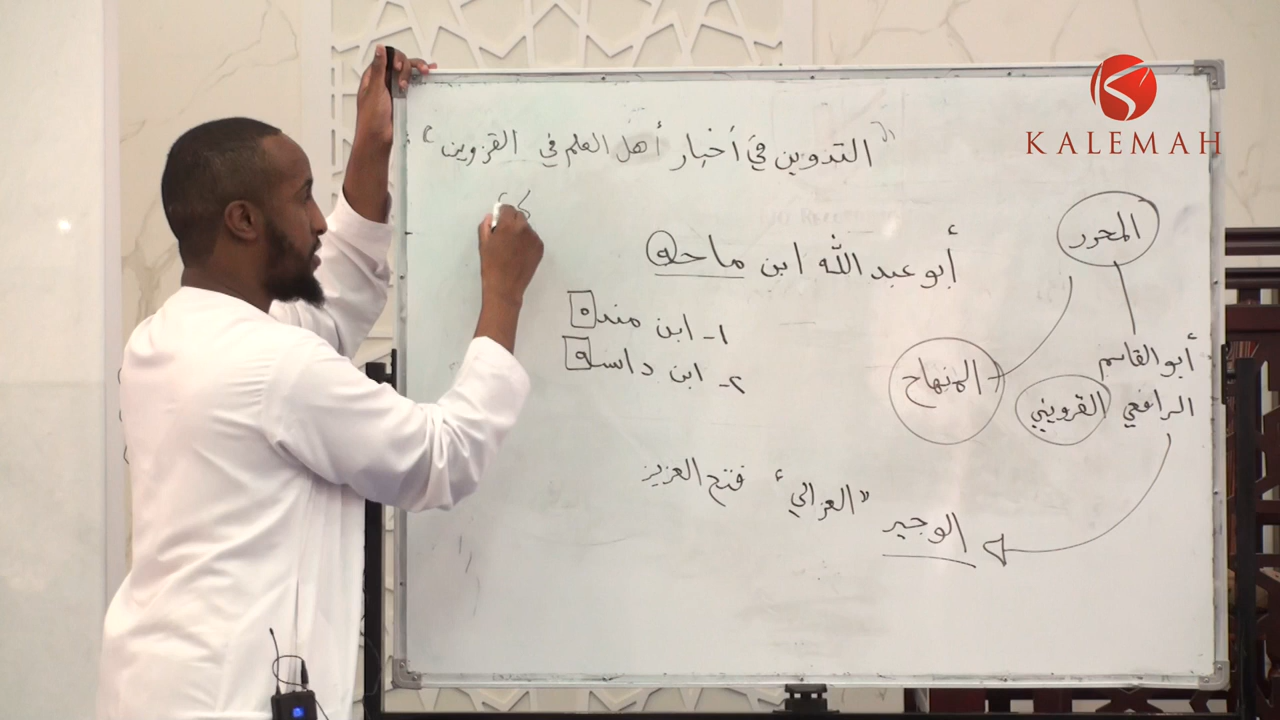 KALEMAH
"التدوين في أخبار أهل العلم في القزوين"
المحرر
أبو عبد الله ابن ماجه
١- ابن منده
٢- ابن داسه
المنهاج
أبو القاسم
الرافعي القزويني
الوجيز "الغزالي" فتح العزيز